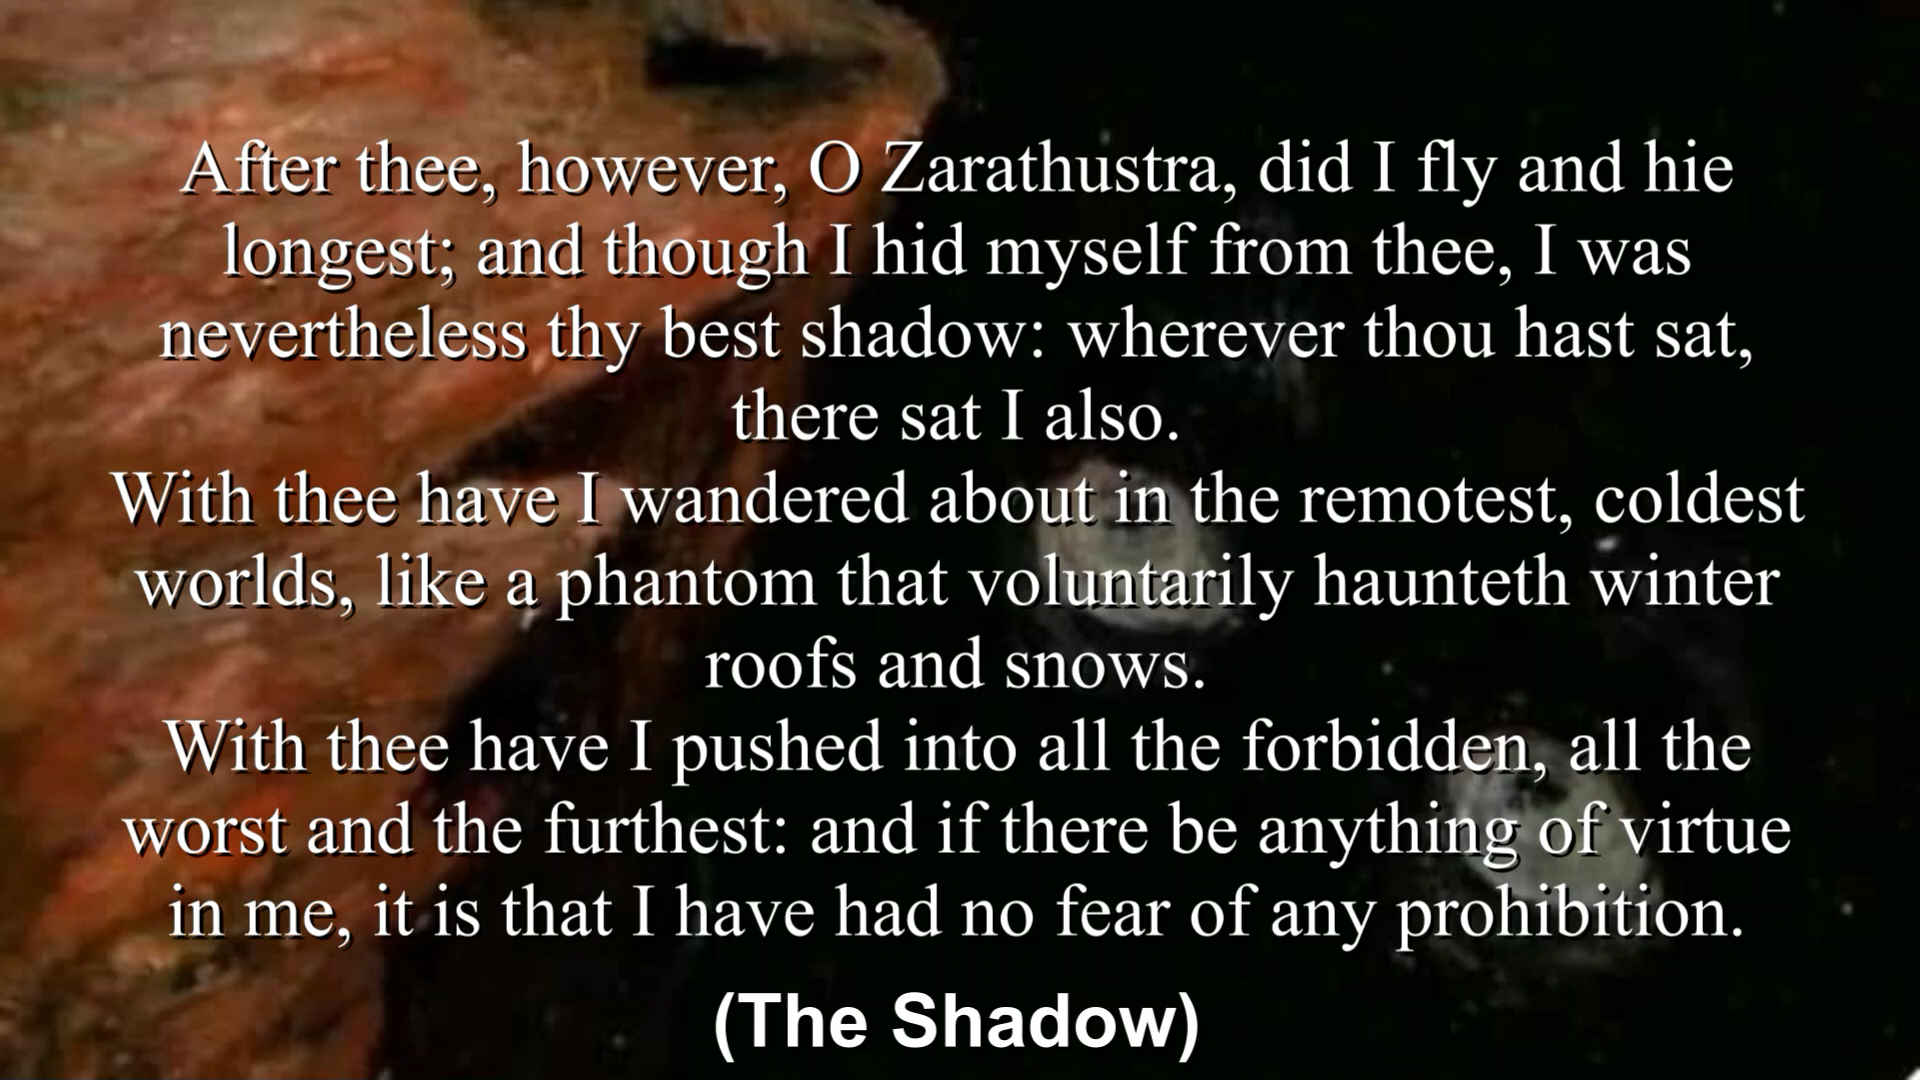 After thee, however, O Zarathustra, did I fly and hie
longest; and though I hid myself from thee, I was
nevertheless thy best shadow: wherever thou hast sat,
there sat I also.
With thee have I wandered about in the remotest, coldest
worlds, like a phantom that voluntarily haunteth winter
roofs and snows.
With thee have I pushed into all the forbidden, all the
worst and the furthest: and if there be anything of virtue
in me, it is that I have had no fear of any prohibition.
(The Shadow)